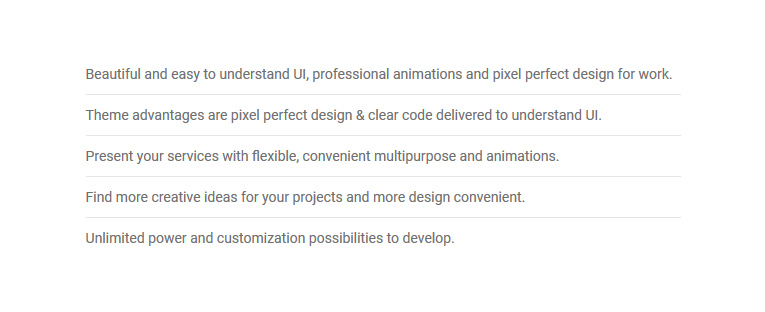 Beautiful and easy to understand UI, professional animations and pixel perfect design for work.
Theme advantages are pixel perfect design & clear code delivered to understand UI.
Present your services with flexible, convenient multipurpose and animations.
Find more creative ideas for your projects and more design convenient.
Unlimited power and customization possibilities to develop.